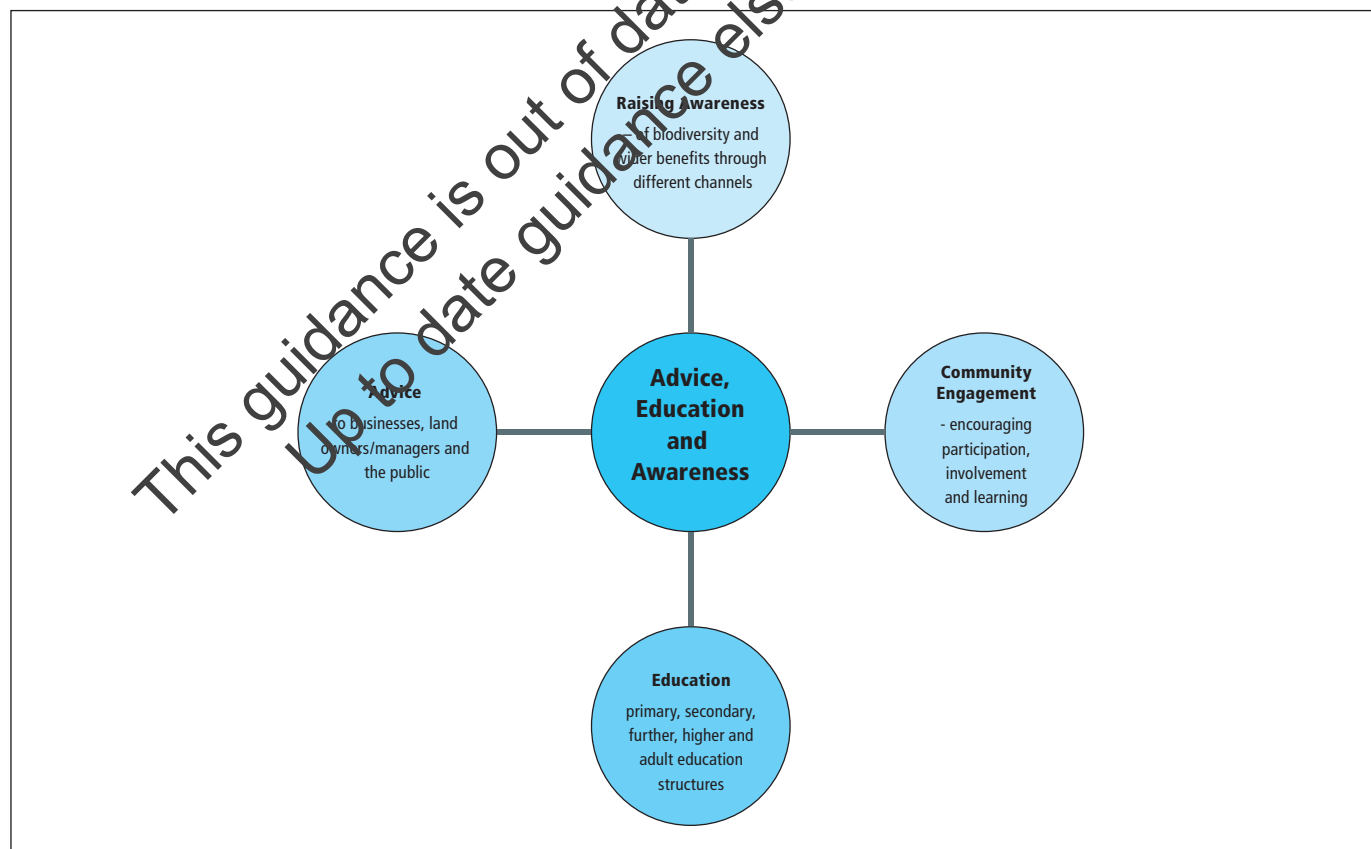 Raising Awareness
– of biodiversity and
wider benefits through
different channels
Advice
to businesses, land
owners/managers and
the public
Advice,
Education
and
Awareness
Community
Engagement
- encouraging
participation,
involvement
and learning
Education
primary, secondary,
further, higher and
adult education
structures
This guidance is out of
Up to date guidance